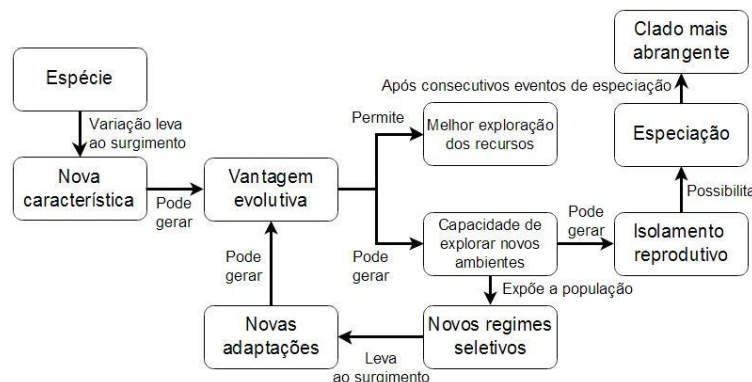 Espécie
Variação leva
ao surgimento
Nova
característica
Pode
gerar
Vantagem
evolutiva
Permite
Melhor exploração
dos recursos
Pode
gerar
Capacidade de
explorar novos
ambientes
Pode
gerar
Isolamento
reprodutivo
Possibilita
Especiação
Após consecutivos eventos de especiação
Clado mais
abrangente
Expõe a população
Novos regimes
seletivos
Leva
ao surgimento
Novas
adaptações
Pode
gerar